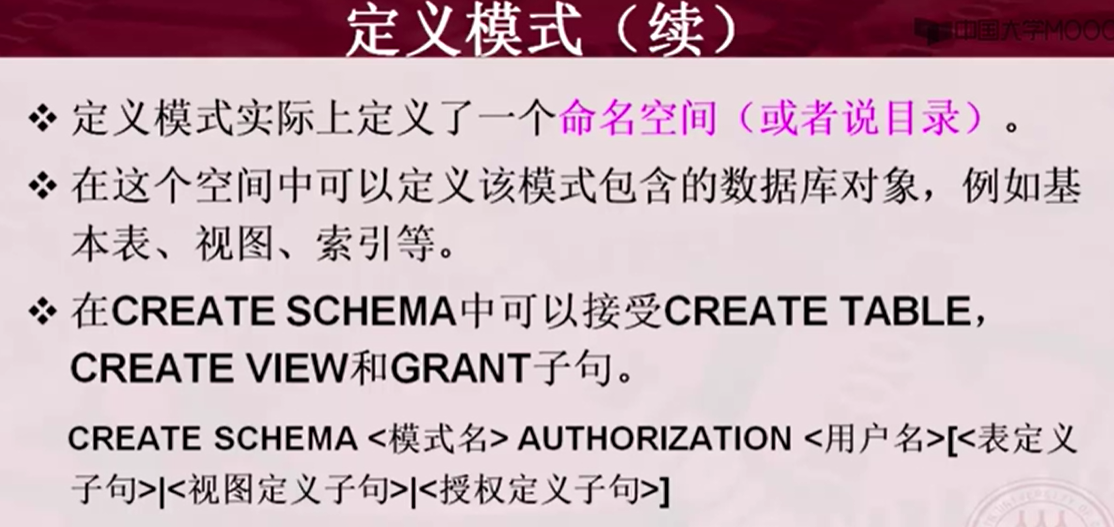 定义模式（续）
中国大学MOOC
❖ 定义模式实际上定义了一个命名空间（或者说目录）。
❖ 在这个空间中可以定义该模式包含的数据库对象，例如基
本表、视图、索引等。
❖ 在CREATE SCHEMA中可以接受CREATE TABLE，
CREATE VIEW和GRANT子句。
CREATE SCHEMA <模式名> AUTHORIZATION <用户名>[<表定义
子句>|<视图定义子句>|<授权定义子句>]